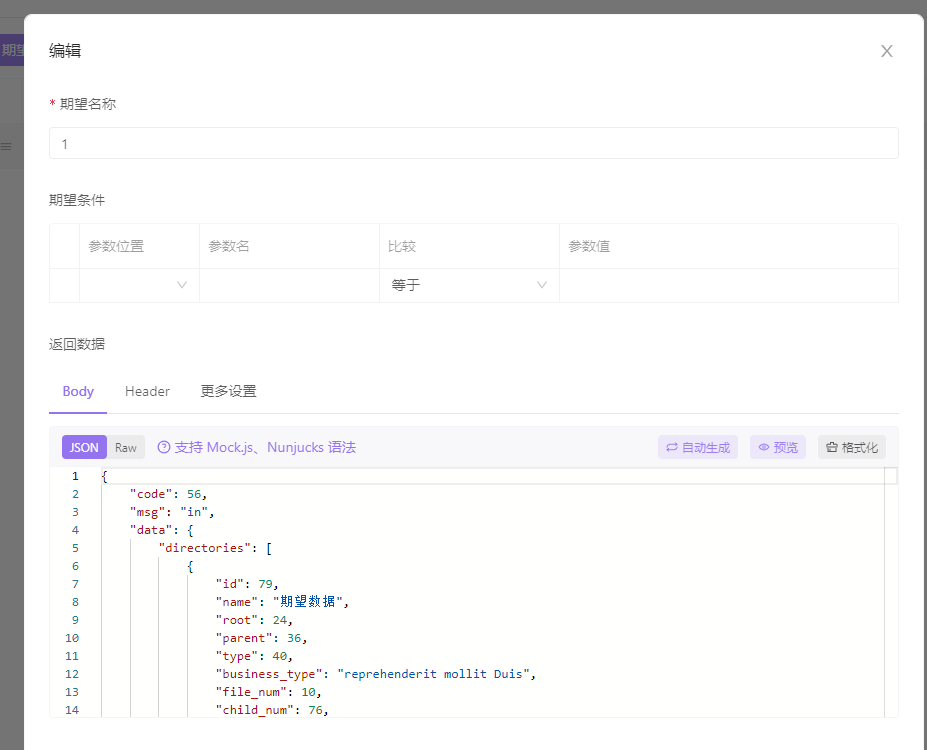 期望
编辑
* 期望名称
1
期望条件
参数位置 参数名 比较 参数值
等于
返回数据
Body Header 更多设置
JSON Raw 支持 Mock.js、Nunjucks 语法 自动生成 预览 格式化
1 {
2 "code": 56,
3 "msg": "in",
4 "data": {
5 "directories": [
6 {
7 "id": 79,
8 "name": "期望数据",
9 "root": 24,
10 "parent": 36,
11 "type": 40,
12 "business_type": "reprehenderit mollit Duis",
13 "file_num": 10,
14 "child_num": 76,